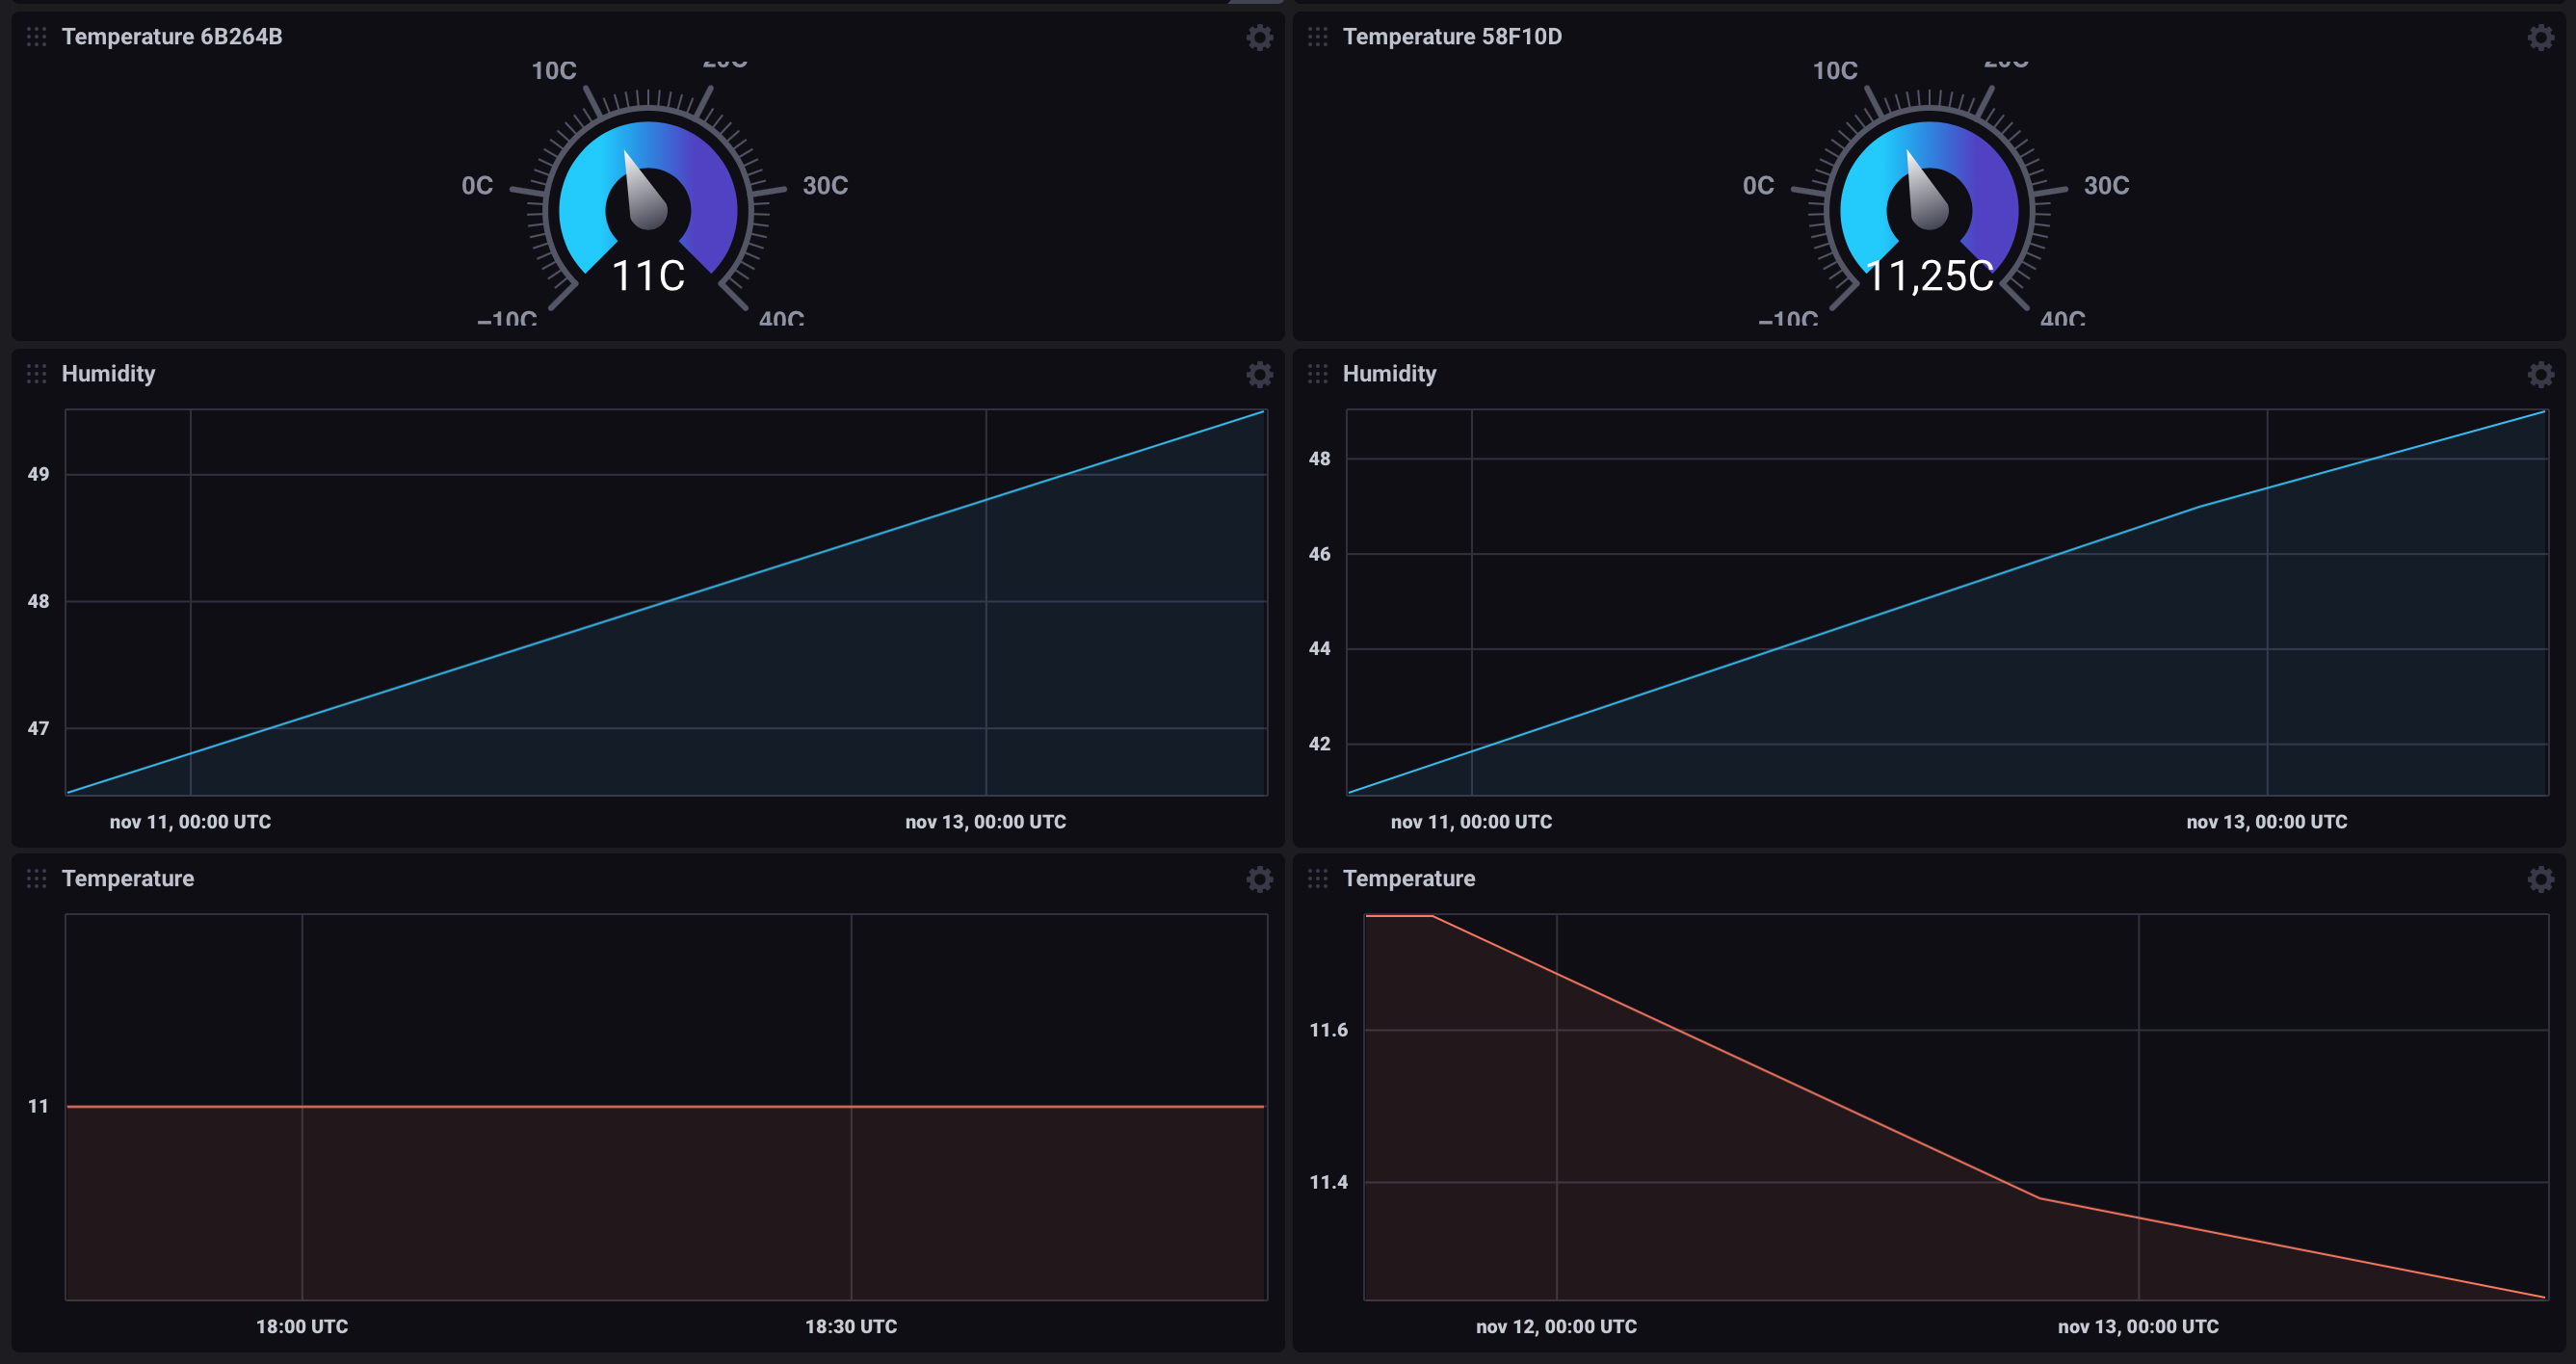 Temperature 6B264B
10C
20C
0C
30C
11C
−10C
40C
Temperature 58F10D
10C
20C
0C
30C
11,25C
−10C
40C
Humidity
49
48
47
nov 11, 00:00 UTC
nov 13, 00:00 UTC
Humidity
48
46
44
42
nov 11, 00:00 UTC
nov 13, 00:00 UTC
Temperature
11
18:00 UTC
18:30 UTC
Temperature
11.6
11.4
nov 12, 00:00 UTC
nov 13, 00:00 UTC